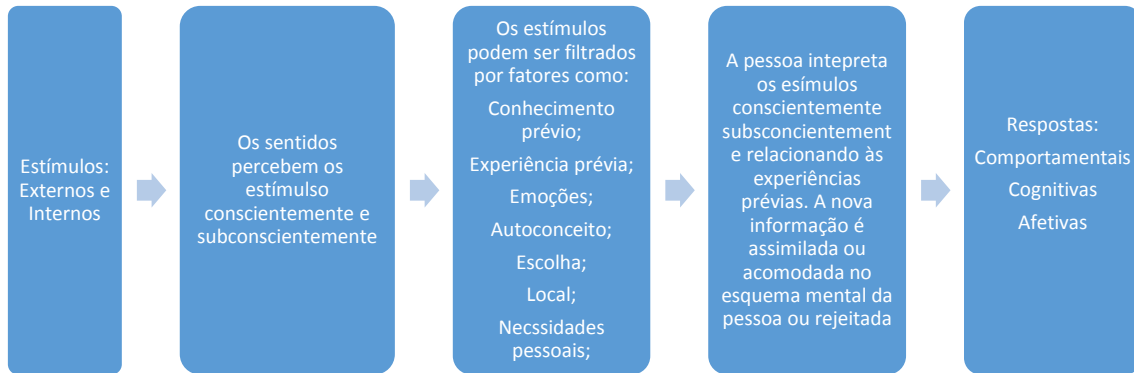 Estímulos:
Externos e
Internos
Os sentidos
percebem os
estímulso
conscientemente e
subconscientemente
Os estímulos
podem ser filtrados
por fatores como:
Conhecimento
prévio;
Experiência prévia;
Emoções;
Autoconceito;
Escolha;
Local;
Necssidades
pessoais;
A pessoa intepreta
os esímulos
conscientemente
subsconcientement
e relacionando às
experiências
prévias. A nova
informação é
assimilada ou
acomodada no
esquema mental da
pessoa ou rejeitada
Respostas:
Comportamentais
Cognitivas
Afetivas